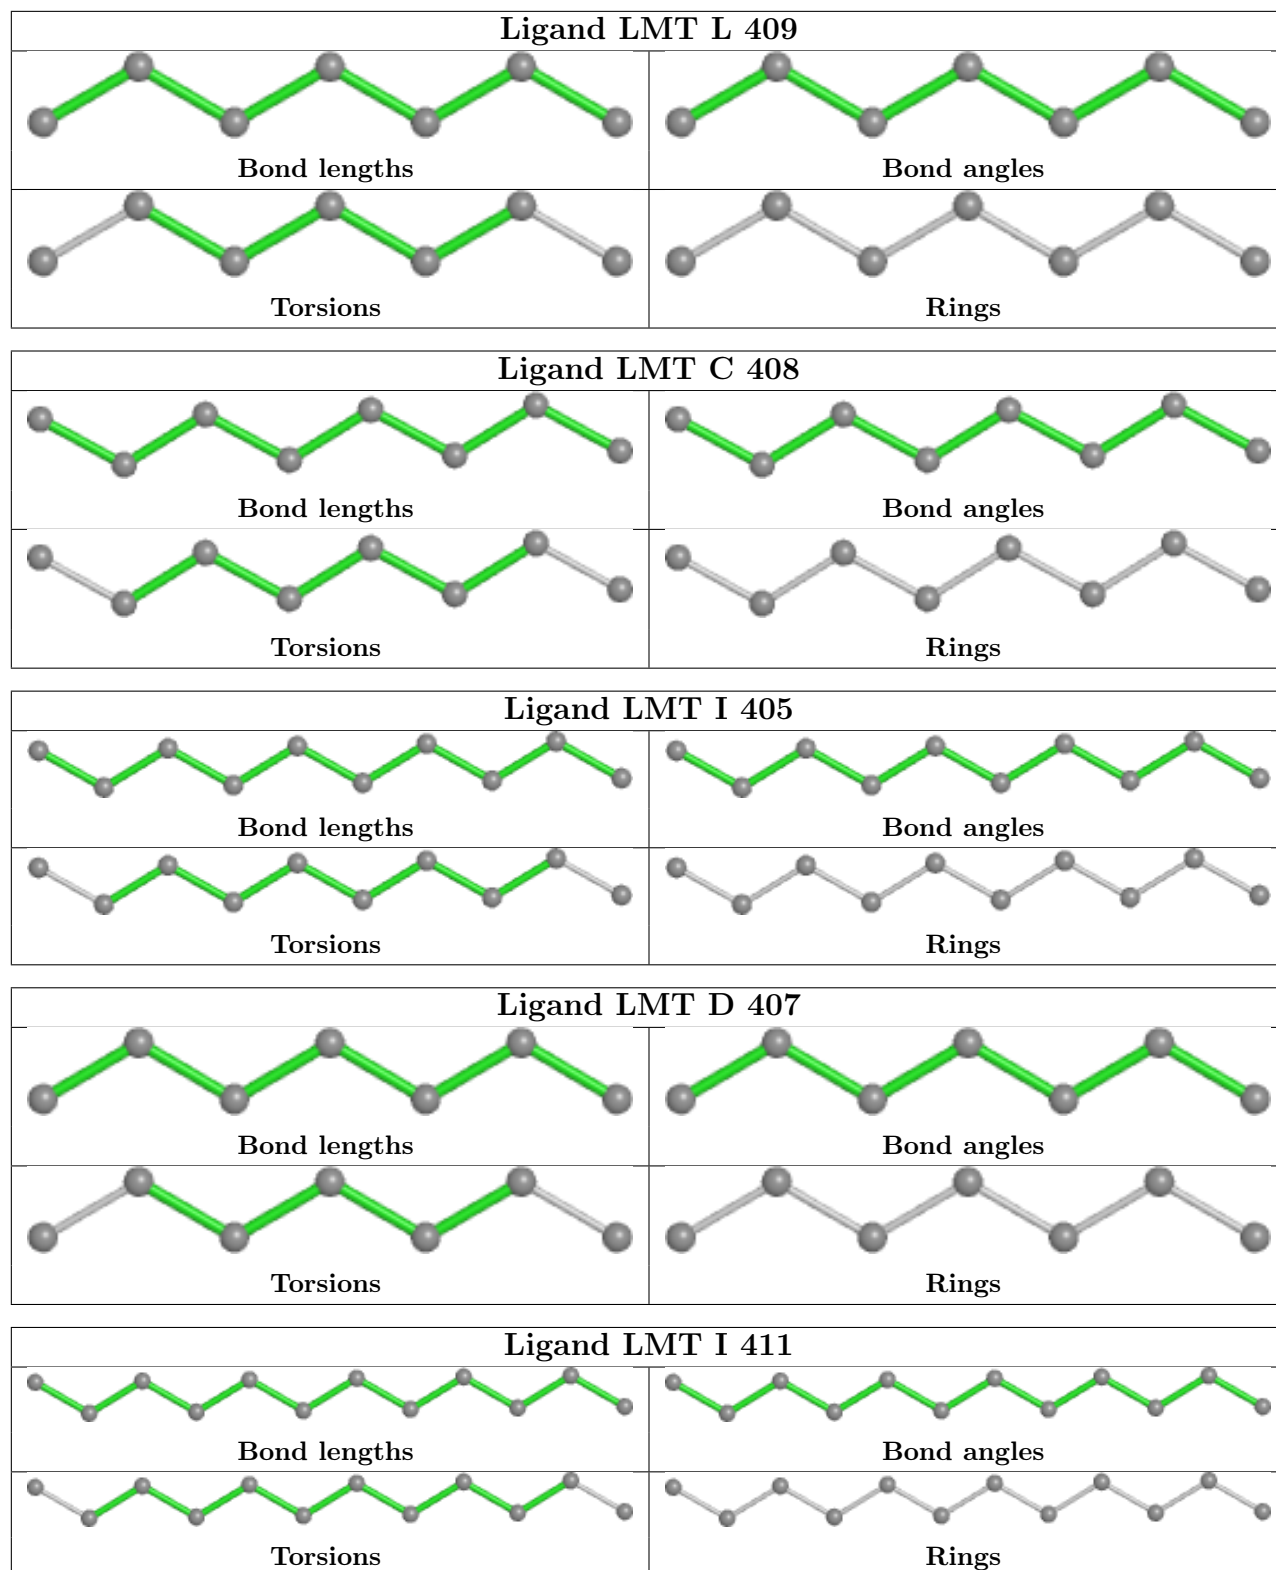 Ligand LMT L 409
Bond lengths
Bond angles
Torsions
Rings
Ligand LMT C 408
Bond lengths
Bond angles
Torsions
Rings
Ligand LMT I 405
Bond lengths
Bond angles
Torsions
Rings
Ligand LMT D 407
Bond lengths
Bond angles
Torsions
Rings
Ligand LMT I 411
Bond lengths
Bond angles
Torsions
Rings